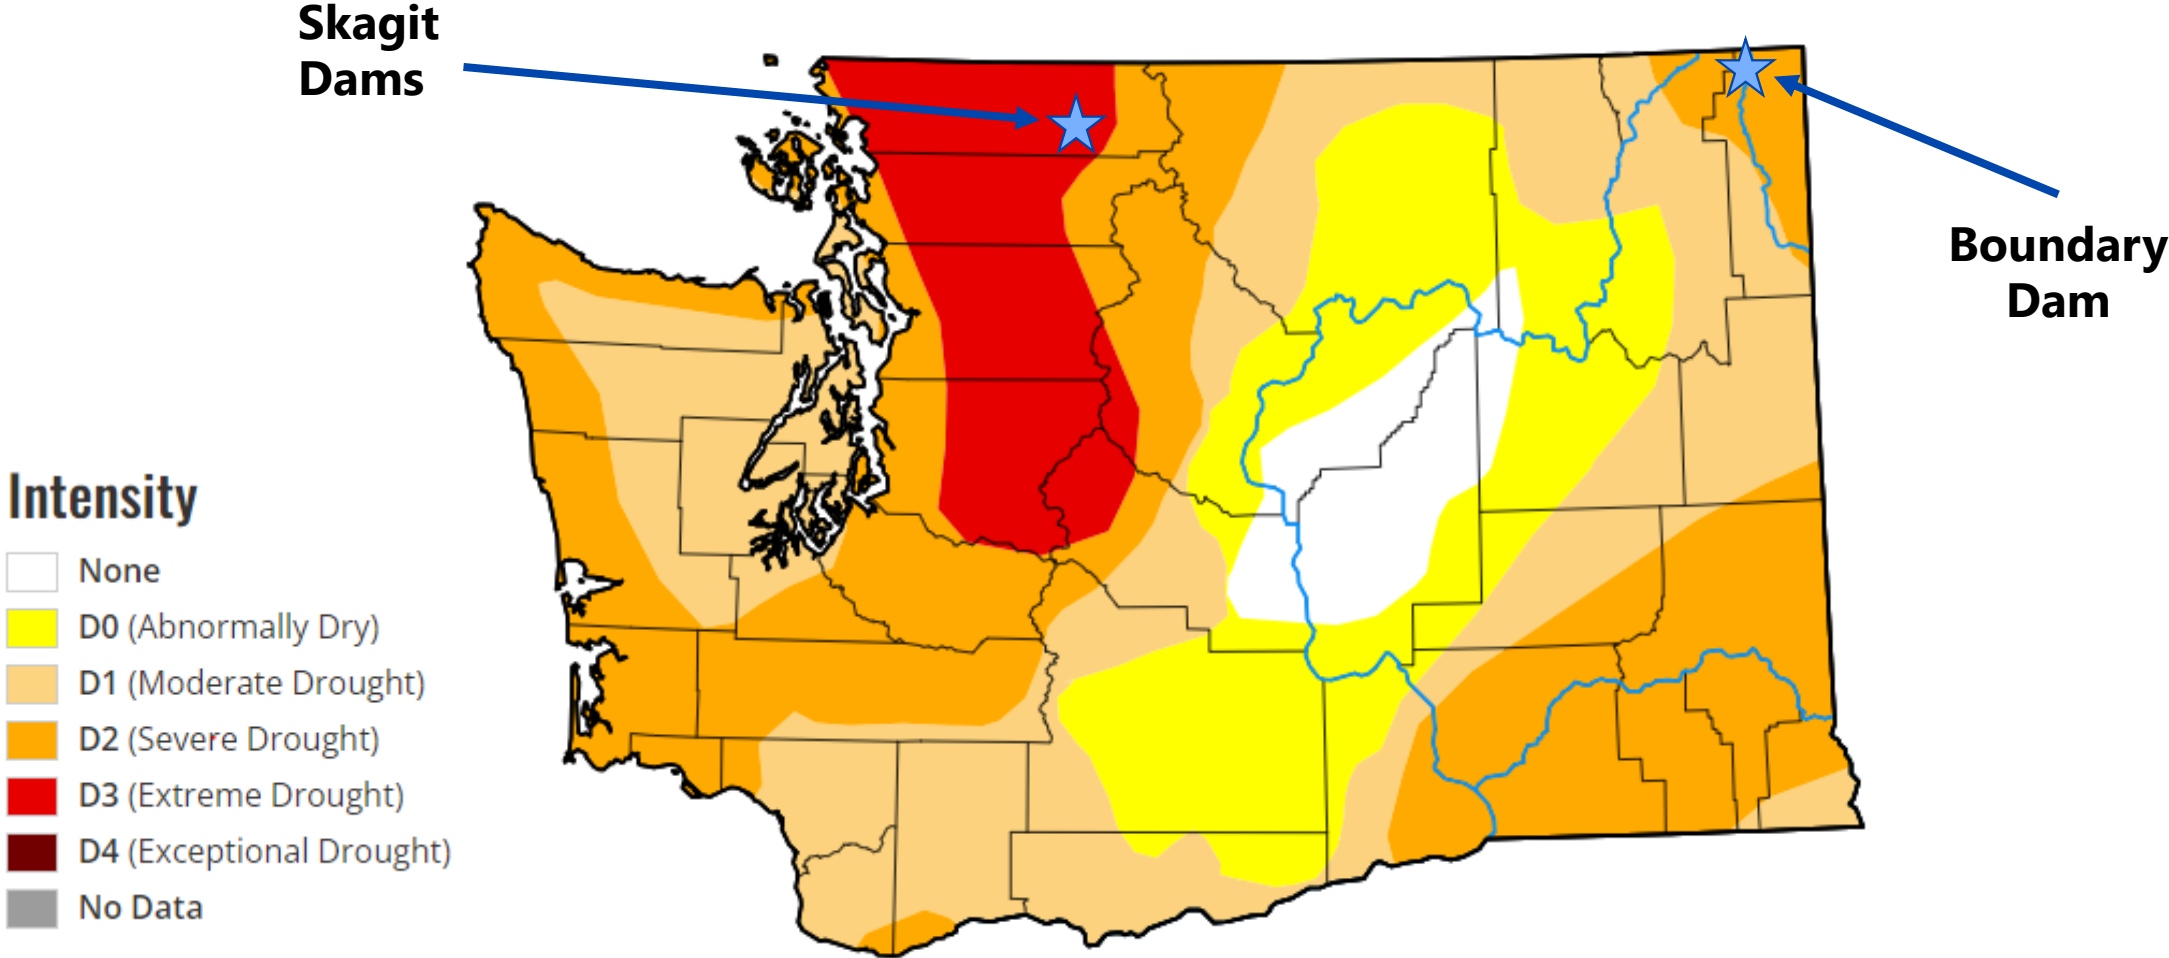 Skagit
Dams
Boundary
Dam
Intensity
None
D0 (Abnormally Dry)
D1 (Moderate Drought)
D2 (Severe Drought)
D3 (Extreme Drought)
D4 (Exceptional Drought)
No Data